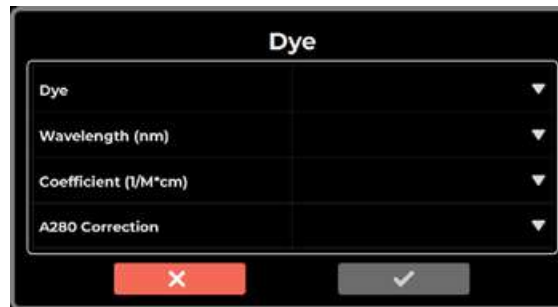 Dye
Dye
Wavelength (nm)
Coefficient (1/M*cm)
A280 Correction